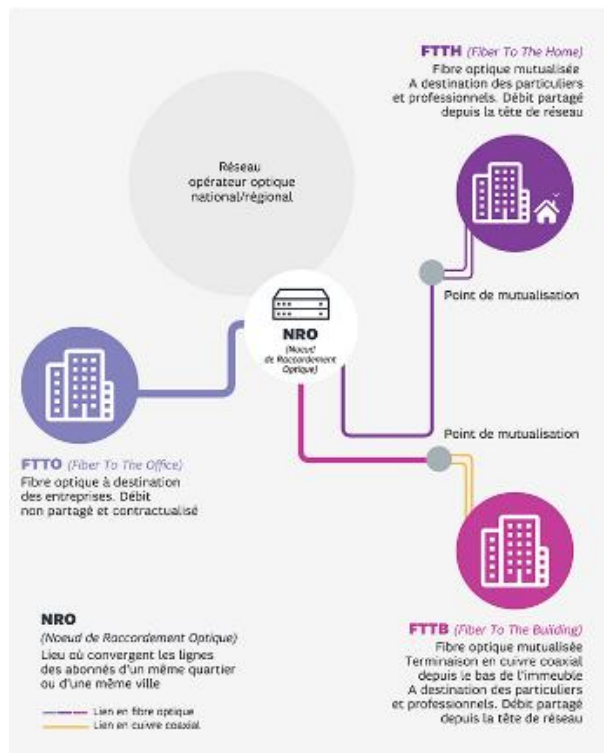 FTTH (Fiber To The Home)
Fibre optique mutualisée
A destination des particuliers
et professionnels. Débit partagé
depuis la tête de réseau
Réseau
opérateur optique
national/régional
Point de mutualisation
NRO
(Noeud
de Raccordement
Optique)
Point de mutualisation
FTTO (Fiber To The Office)
Fibre optique à destination
des entreprises. Débit
non partagé et contractualisé
FTTB (Fiber To The Building)
Fibre optique mutualisée
Terminaison en cuivre coaxial
depuis le bas de l'immeuble
A destination des particuliers
et professionnels. Débit partagé
depuis la tête de réseau
NRO
(Noeud de Raccordement Optique)
Lieu où convergent les lignes
des abonnés d'un même quartier
ou d'une même ville
Lien en fibre optique
Lien en cuivre coaxial